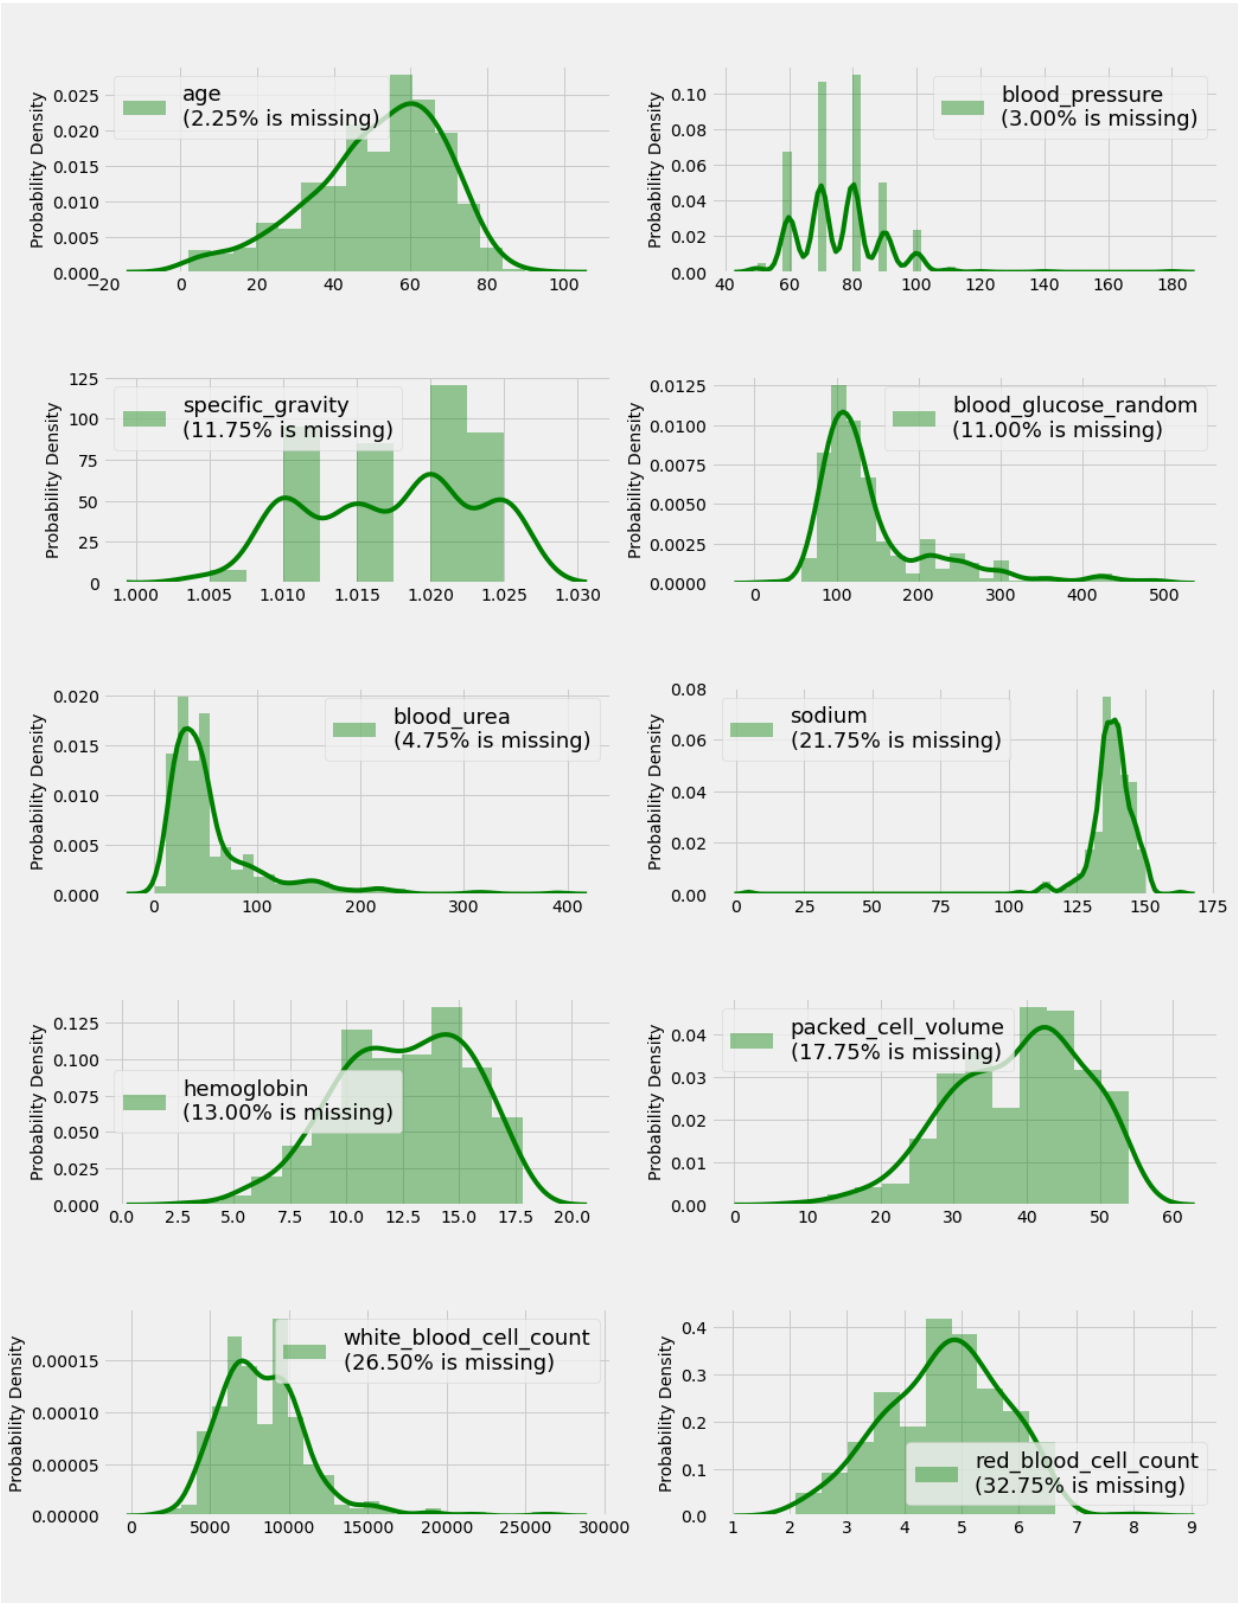 Probability Density
0.025
0.020
0.015
0.010
0.005
0.000
age
(2.25% is missing)
−20 0 20 40 60 80 100
Probability Density
0.10
0.08
0.06
0.04
0.02
0.00
blood_pressure
(3.00% is missing)
40 60 80 100 120 140 160 180
Probability Density
125
100
75
50
25
0
specific_gravity
(11.75% is missing)
1.000 1.005 1.010 1.015 1.020 1.025 1.030
Probability Density
0.0125
0.0100
0.0075
0.0050
0.0025
0.0000
blood_glucose_random
(11.00% is missing)
0 100 200 300 400 500
Probability Density
0.020
0.015
0.010
0.005
0.000
blood_urea
(4.75% is missing)
0 100 200 300 400
Probability Density
0.08
0.06
0.04
0.02
0.00
sodium
(21.75% is missing)
0 25 50 75 100 125 150 175
Probability Density
0.125
0.100
0.075
0.050
0.025
0.000
hemoglobin
(13.00% is missing)
0.0 2.5 5.0 7.5 10.0 12.5 15.0 17.5 20.0
Probability Density
0.04
0.03
0.02
0.01
0.00
packed_cell_volume
(17.75% is missing)
0 10 20 30 40 50 60
Probability Density
0.00015
0.00010
0.00005
0.00000
white_blood_cell_count
(26.50% is missing)
0 5000 10000 15000 20000 25000 30000
Probability Density
0.4
0.3
0.2
0.1
0.0
red_blood_cell_count
(32.75% is missing)
1 2 3 4 5 6 7 8 9